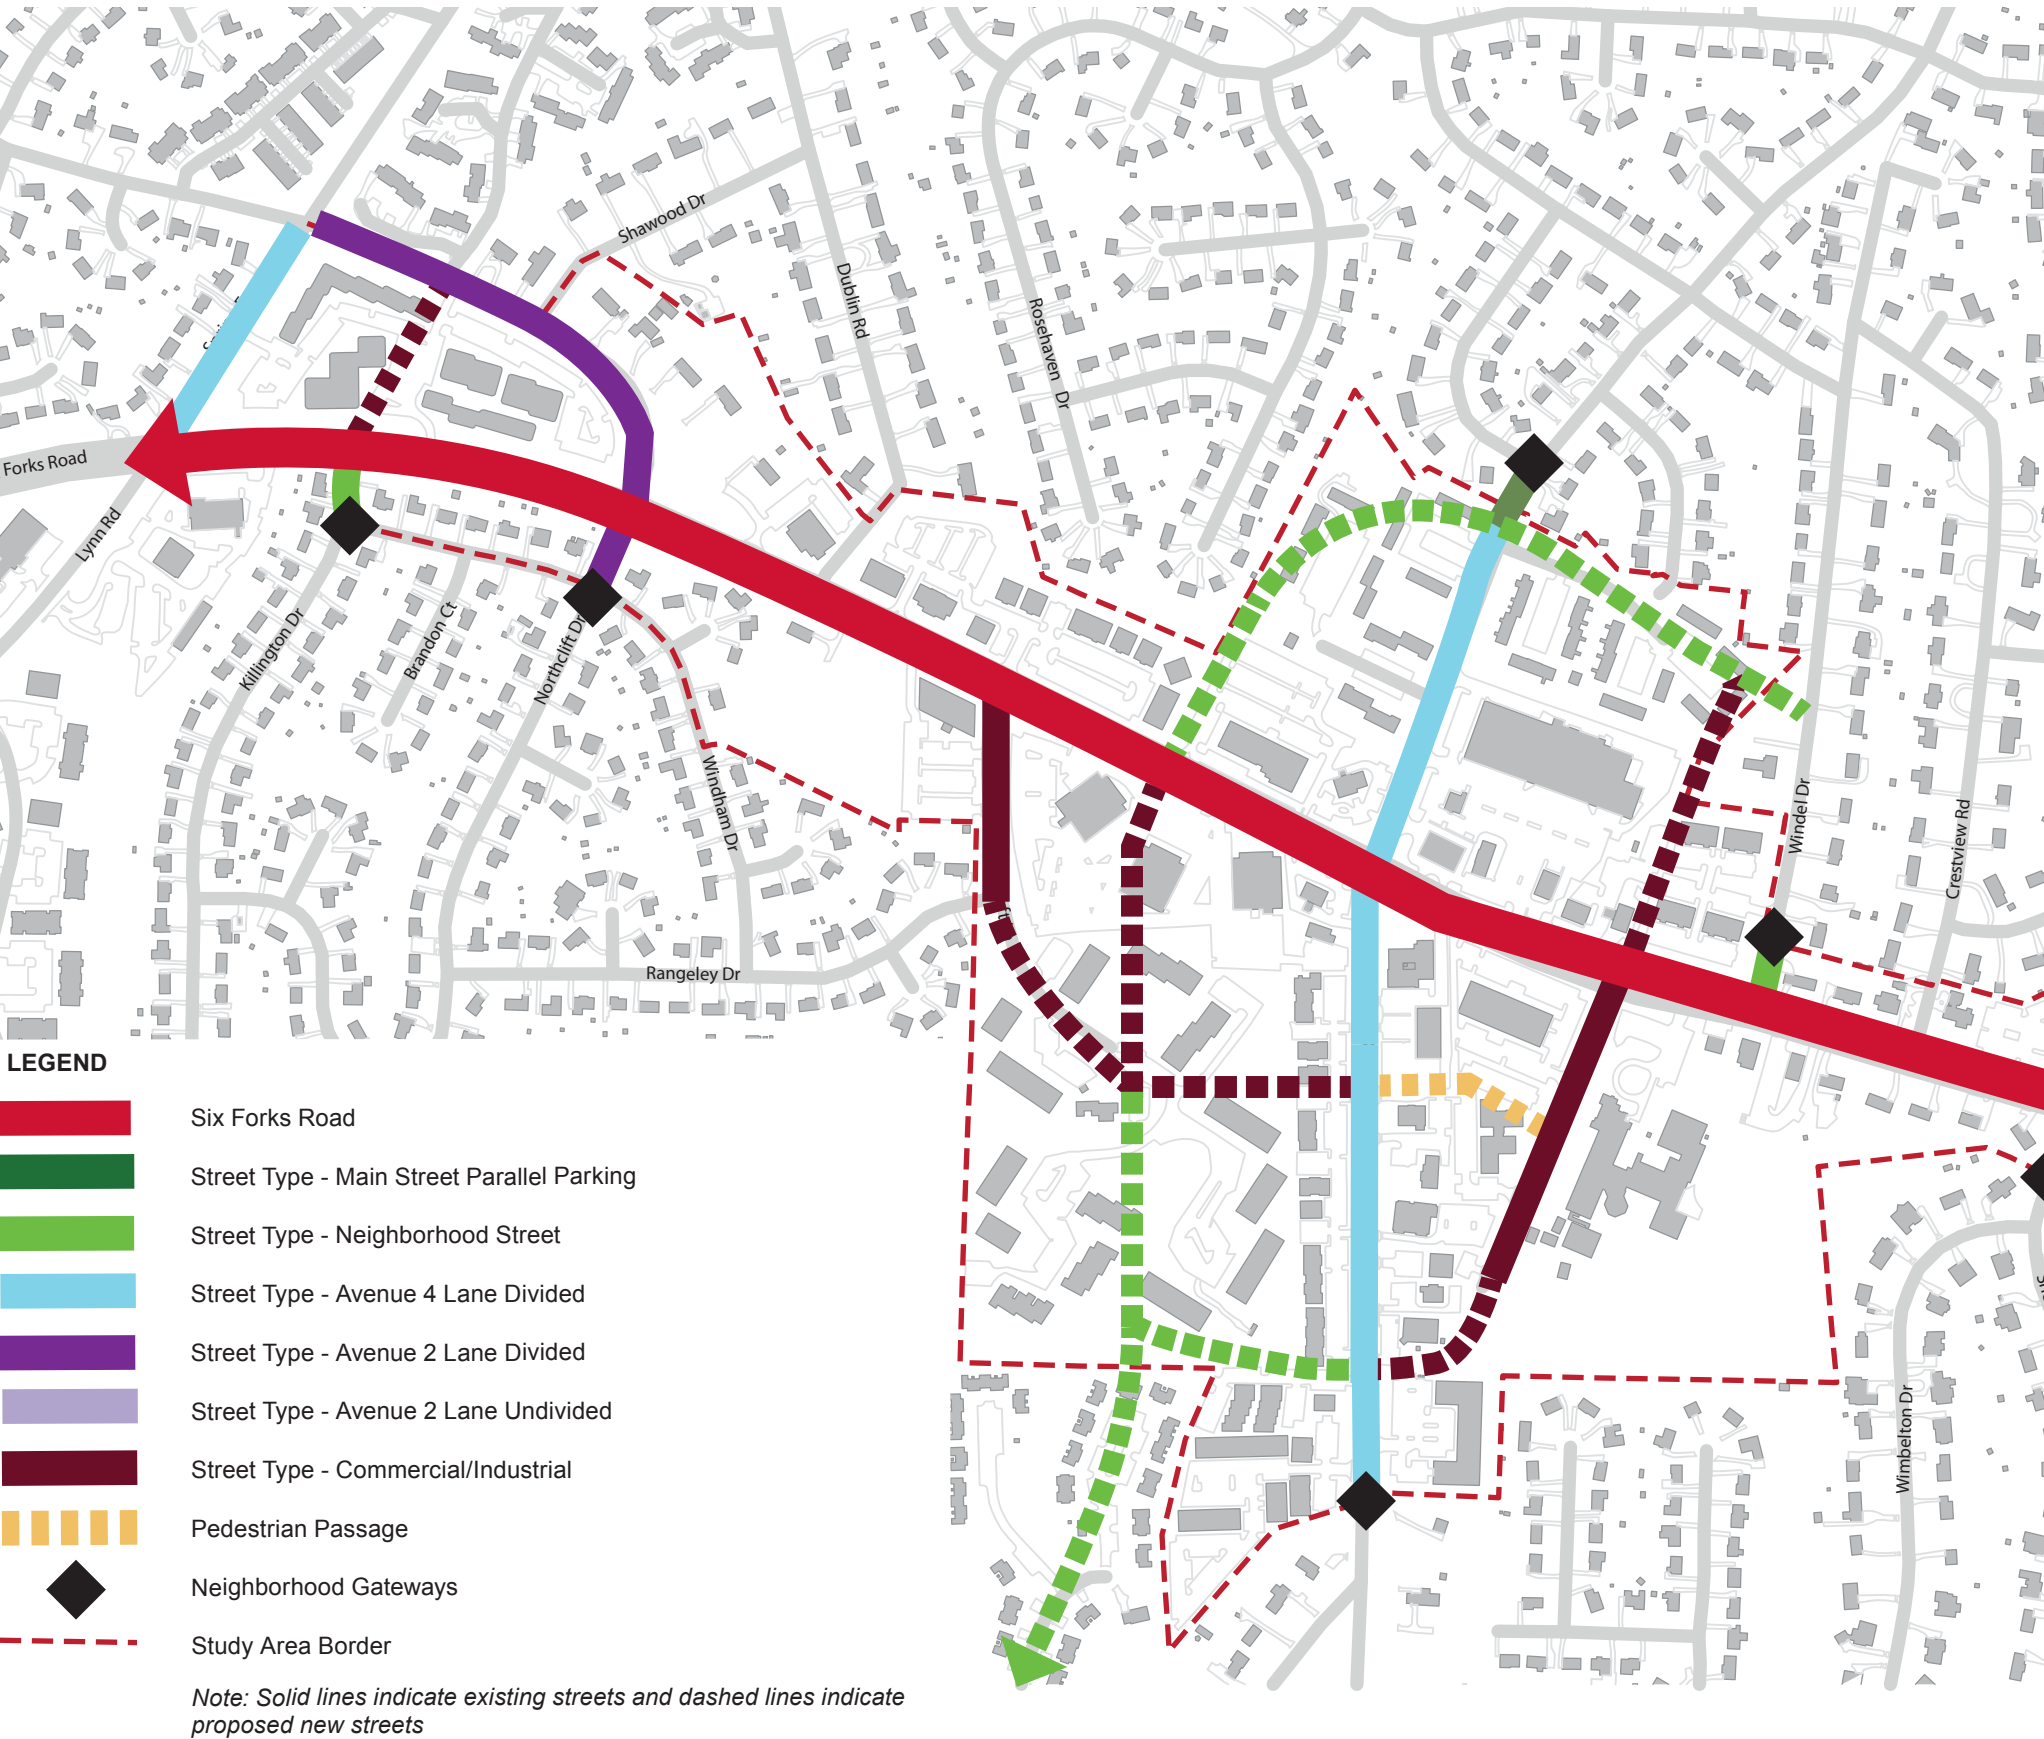 Shawood Dr
Dublin Rd
Rosehaven Dr
Forks Road
Lynn Rd
Killington Dr
Brandon Ct
Northclift Dr
Windham Dr
Windel Dr
Crestview Rd
Rangeley Dr
Wimbelton Dr
LEGEND
Six Forks Road
Street Type - Main Street Parallel Parking
Street Type - Neighborhood Street
Street Type - Avenue 4 Lane Divided
Street Type - Avenue 2 Lane Divided
Street Type - Avenue 2 Lane Undivided
Street Type - Commercial/Industrial
Pedestrian Passage
Neighborhood Gateways
Study Area Border
Note: Solid lines indicate existing streets and dashed lines indicate
proposed new streets